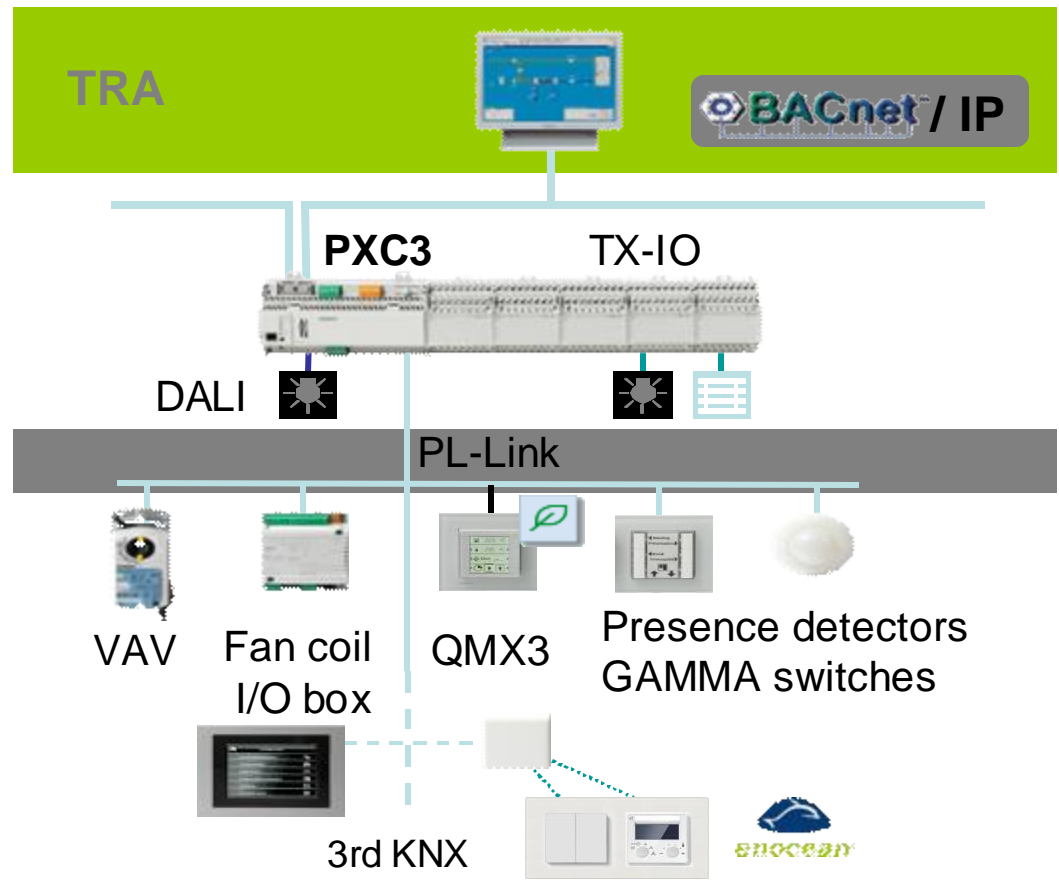 TRA
BACnet™ / IP
PXC3
TX-IO
DALI
PL-Link
VAV
Fan coil
I/O box
QMX3
Presence detectors
GAMMA switches
3rd KNX
enocean